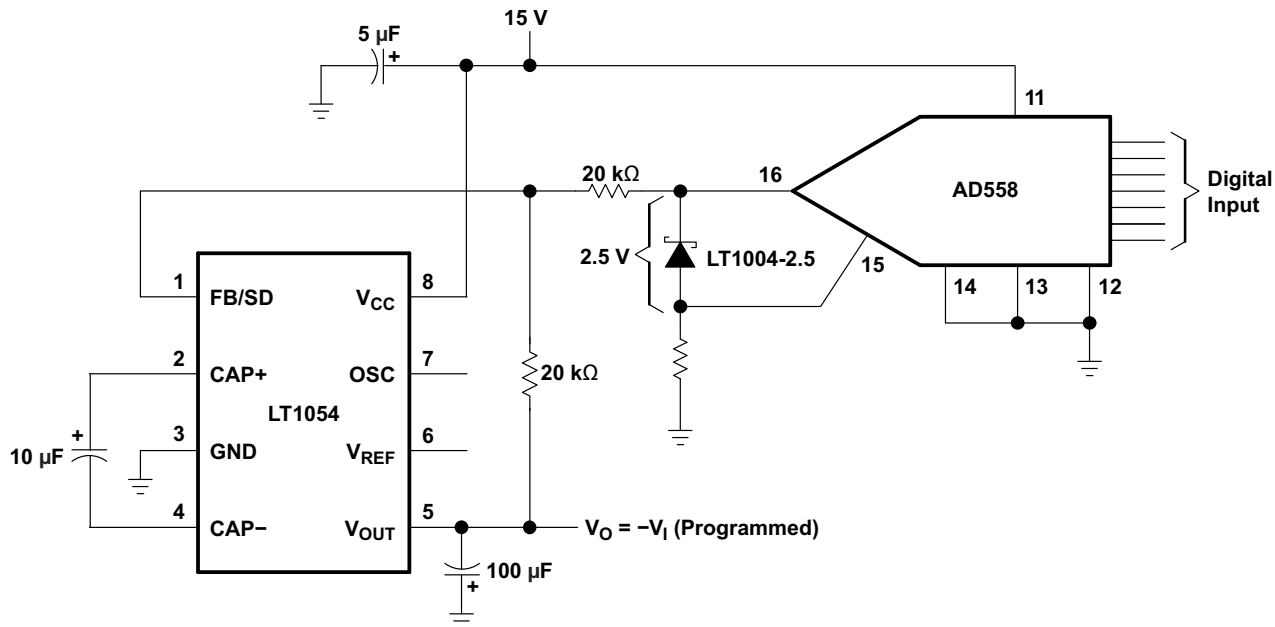 15 V
5 µF
+
11
20 kΩ
16
AD558
Digital
Input
2.5 V
LT1004-2.5
15
14
13
12
1
FB/SD
V_CC
8
2
CAP+
OSC
7
20 kΩ
LT1054
+
10 µF
3
GND
V_REF
6
4
CAP−
V_OUT
5
V_O = −V_I (Programmed)
100 µF
+